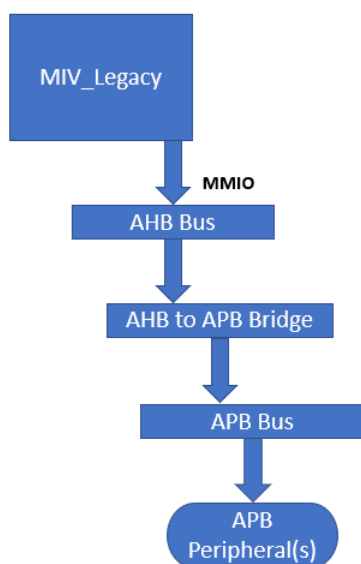 MIV_Legacy
MMIO
AHB Bus
AHB to APB Bridge
APB Bus
APB
Peripheral(s)